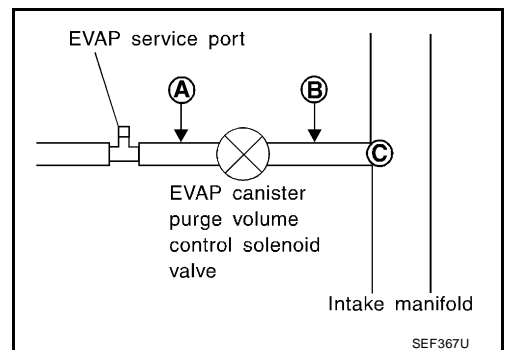 EVAP service port
A
B
C
EVAP canister
purge volume
control solenoid
valve
Intake manifold
SEF367U